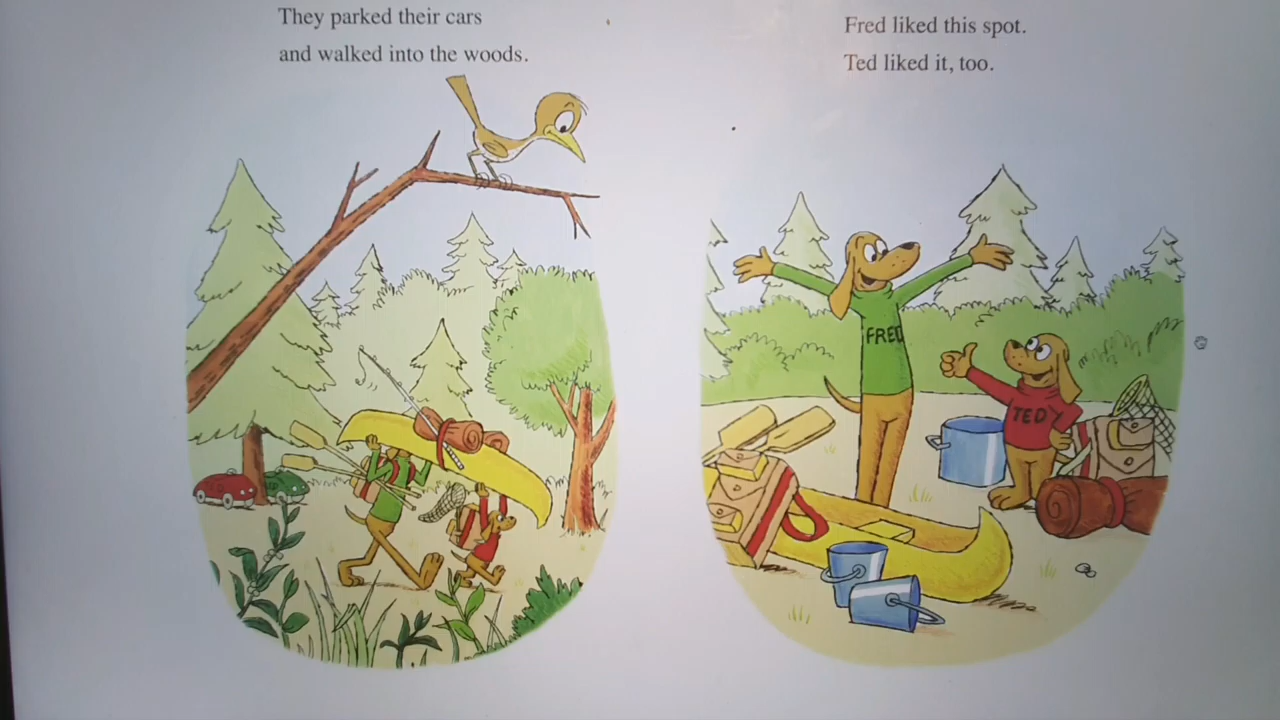 They parked their cars
and walked into the woods.
Fred liked this spot.
Ted liked it, too.
FRED
TED